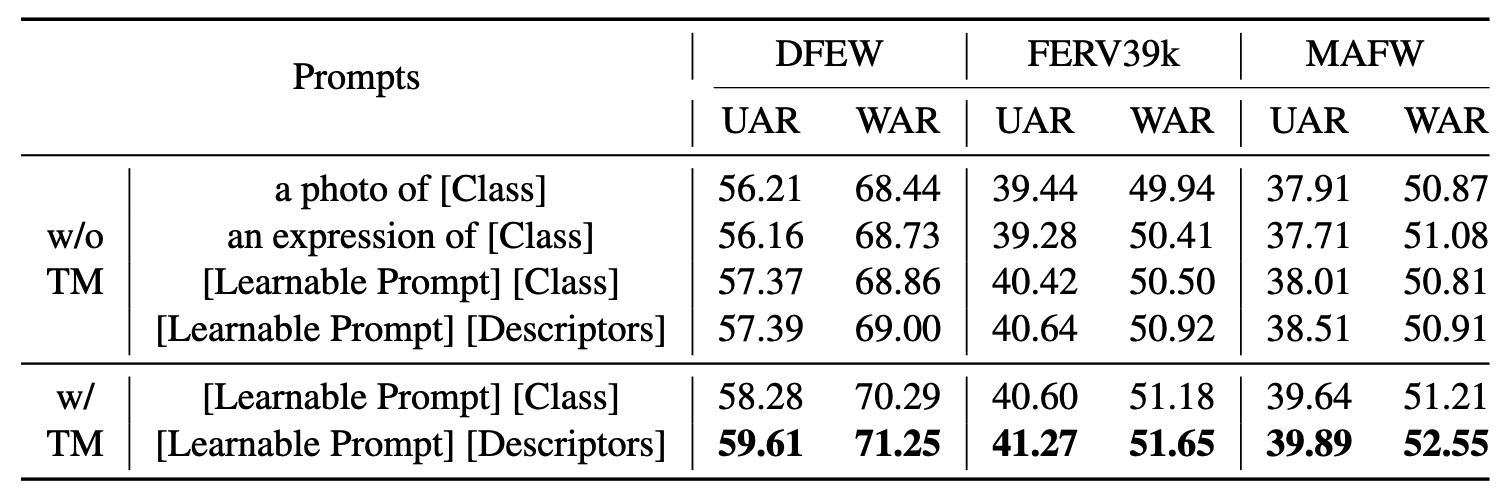 Prompts DFEW FERV39k MAFW
UAR WAR UAR WAR UAR WAR
a photo of [Class] 56.21 68.44 39.44 49.94 37.91 50.87
w/o an expression of [Class] 56.16 68.73 39.28 50.41 37.71 51.08
TM [Learnable Prompt] [Class] 57.37 68.86 40.42 50.50 38.01 50.81
[Learnable Prompt] [Descriptors] 57.39 69.00 40.64 50.92 38.51 50.91
w/ [Learnable Prompt] [Class] 58.28 70.29 40.60 51.18 39.64 51.21
TM [Learnable Prompt] [Descriptors] 59.61 71.25 41.27 51.65 39.89 52.55